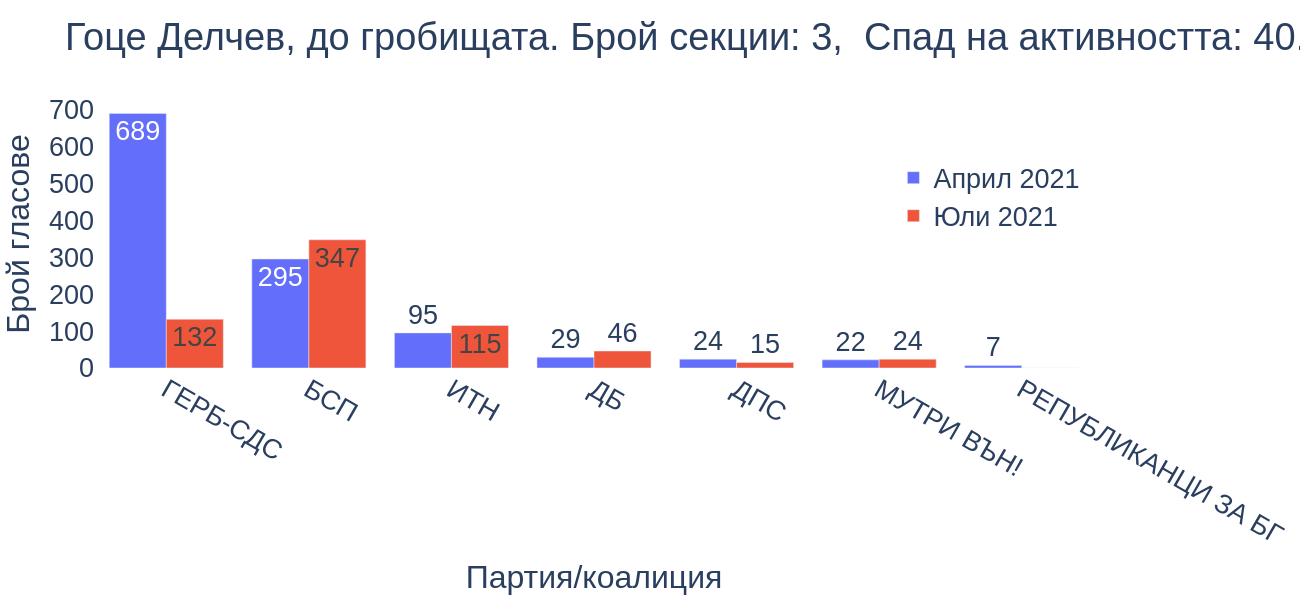 Гоце Делчев, до гробищата. Брой секции: 3,  Спад на активността: 40.
Брой гласове
700
600
500
400
300
200
100
0
689
132
295
347
95
115
29
46
24
15
22
24
7
Април 2021
Юли 2021
ГЕРБ-СДС
БСП
ИТН
ДБ
ДПС
МУТРИ ВЪН!
РЕПУБЛИКАНЦИ ЗА БГ
Партия/коалиция